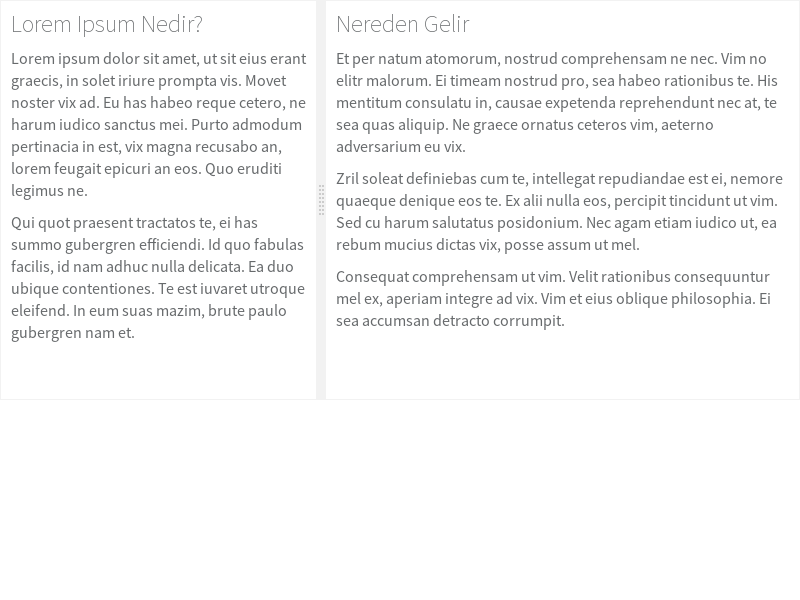 Lorem Ipsum Nedir?
Lorem ipsum dolor sit amet, ut sit eius erant
graecis, in solet iriure prompta vis. Movet
noster vix ad. Eu has habeo reque cetero, ne
harum iudico sanctus mei. Purto admodum
pertinacia in est, vix magna recusabo an,
lorem feugait epicuri an eos. Quo eruditi
legimus ne.
Qui quot praesent tractatos te, ei has
summo gubergren efficiendi. Id quo fabulas
facilis, id nam adhuc nulla delicata. Ea duo
ubique contentiones. Te est iuvaret utroque
eleifend. In eum suas mazim, brute paulo
gubergren nam et.
Nereden Gelir
Et per natum atomorum, nostrud comprehensam ne nec. Vim no
elitr malorum. Ei timeam nostrud pro, sea habeo rationibus te. His
mentitum consulatu in, causae expetenda reprehendunt nec at, te
sea quas aliquip. Ne graece ornatus ceteros vim, aeterno
adversarium eu vix.
Zril soleat definiebas cum te, intellegat repudiandae est ei, nemore
quaeque denique eos te. Ex alii nulla eos, percipit tincidunt ut vim.
Sed cu harum salutatus posidonium. Nec agam etiam iudico ut, ea
rebum mucius dictas vix, posse assum ut mel.
Consequat comprehensam ut vim. Velit rationibus consequuntur
mel ex, aperiam integre ad vix. Vim et eius oblique philosophia. Ei
sea accumsan detracto corrumpit.